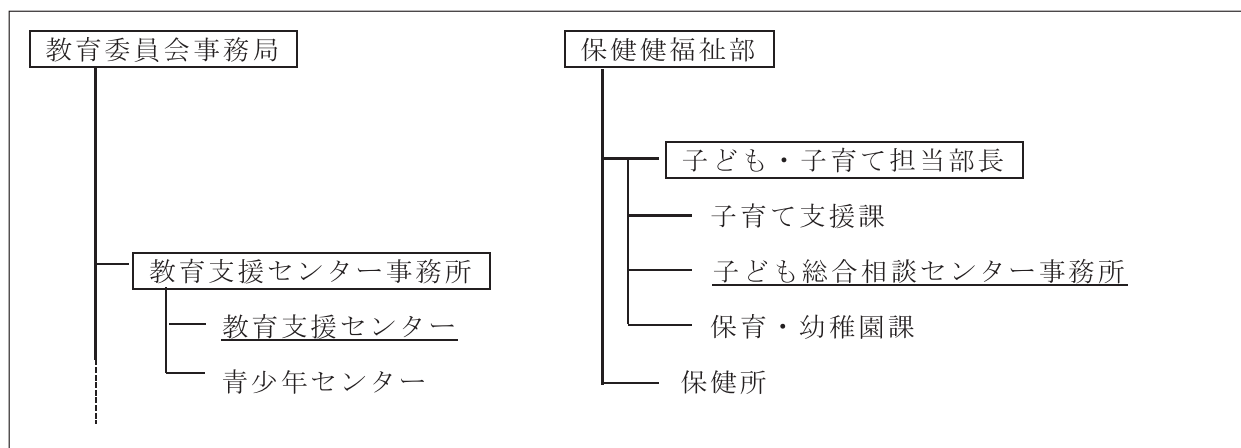 教育委員会事務局
教育支援センター事務所
教育支援センター
青少年センター
保健健福祉部
子ども・子育て担当部長
子育て支援課
子ども総合相談センター事務所
保育・幼稚園課
保健所